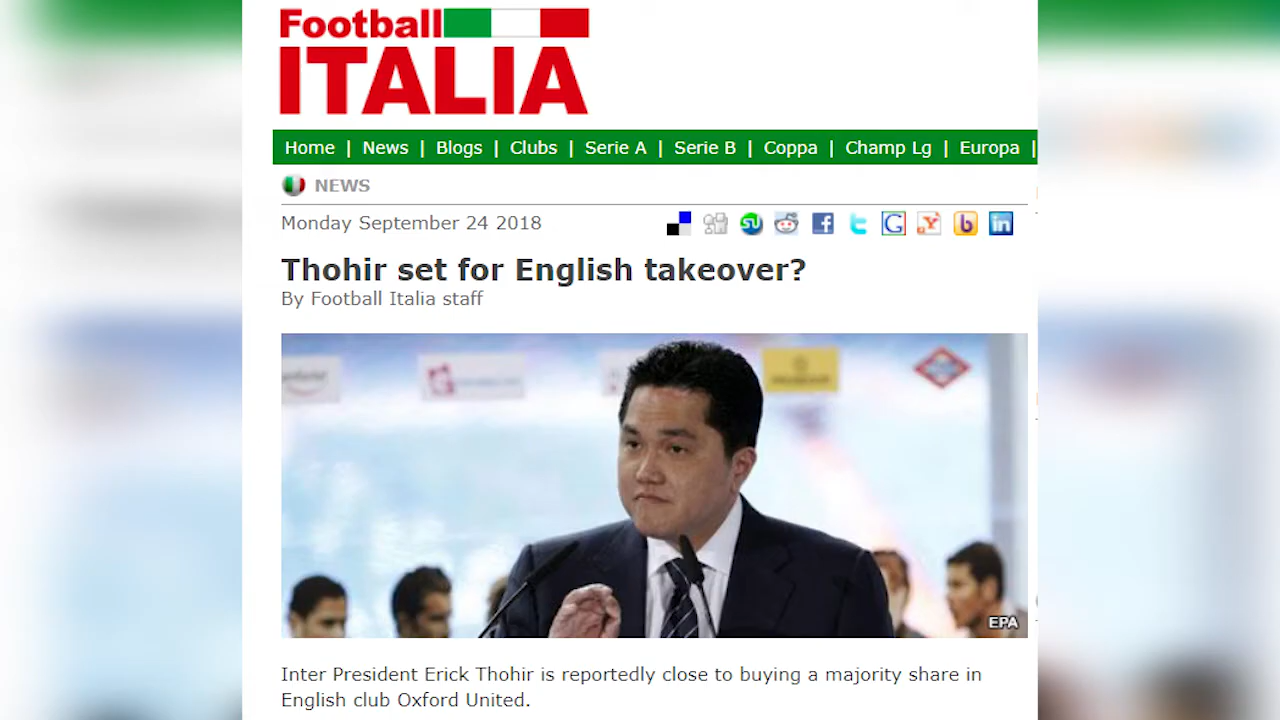 Football
ITALIA
Home | News | Blogs | Clubs | Serie A | Serie B | Coppa | Champ Lg | Europa |
NEWS
Monday September 24 2018
Thohir set for English takeover?
By Football Italia staff
EPA
Inter President Erick Thohir is reportedly close to buying a majority share in
English club Oxford United.